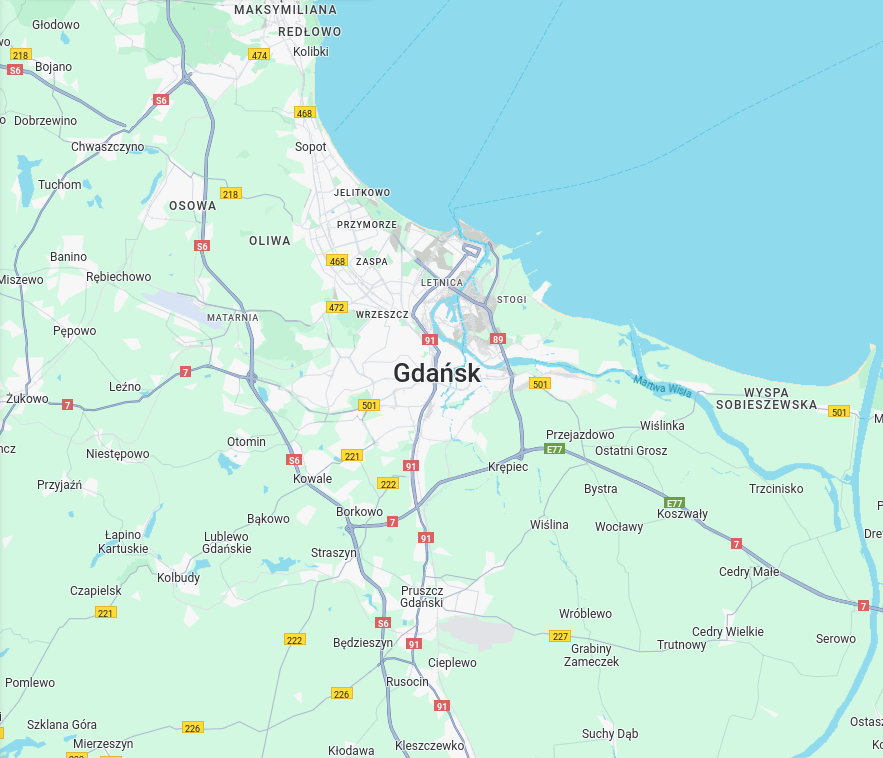 MAKSYMILIANA
Głodowo
REDŁOWO
Kolibki
474
218
S6
Bojano
S6
468
Dobrzewino
Chwaszczyno
Sopot
Tuchom
218
JELITKOWO
OSOWA
PRZYMORZE
OLIWA
S6
Banino
468
ZASPA
Miszewo
Rębiechowo
LETNICA
STOGI
472
MATARNIA
WRZESZCZ
Pępowo
91
89
7
Gdańsk
Leźno
501
Martwa Wisła
Żukowo
7
501
WYSPA
SOBIESZEWSKA
501
Wiślinka
Otomin
Przejazdowo
E77
Ostatni Grosz
Niestępowo
S6
221
91
Krępiec
Kowale
222
Przyjaźń
Bystra
Trzcinisko
E77
Koszwały
Borkowo
Bąkowo
7
Wiślina
Wocławy
Łapino
Kartuskie
Lublewo
Gdańskie
91
7
Straszyn
Kolbudy
Cedry Małe
Czapielsk
Pruszcz
Gdański
7
221
Wróblewo
S6
Cedry Wielkie
222
Będzieszyn
91
227
Trutnowy
Serowo
Grabiny
Zameczek
Cieplewo
Pomlewo
Rusocin
226
91
Szklana Góra
226
Suchy Dąb
Mierzeszyn
Kłodawa
Kleszczewko